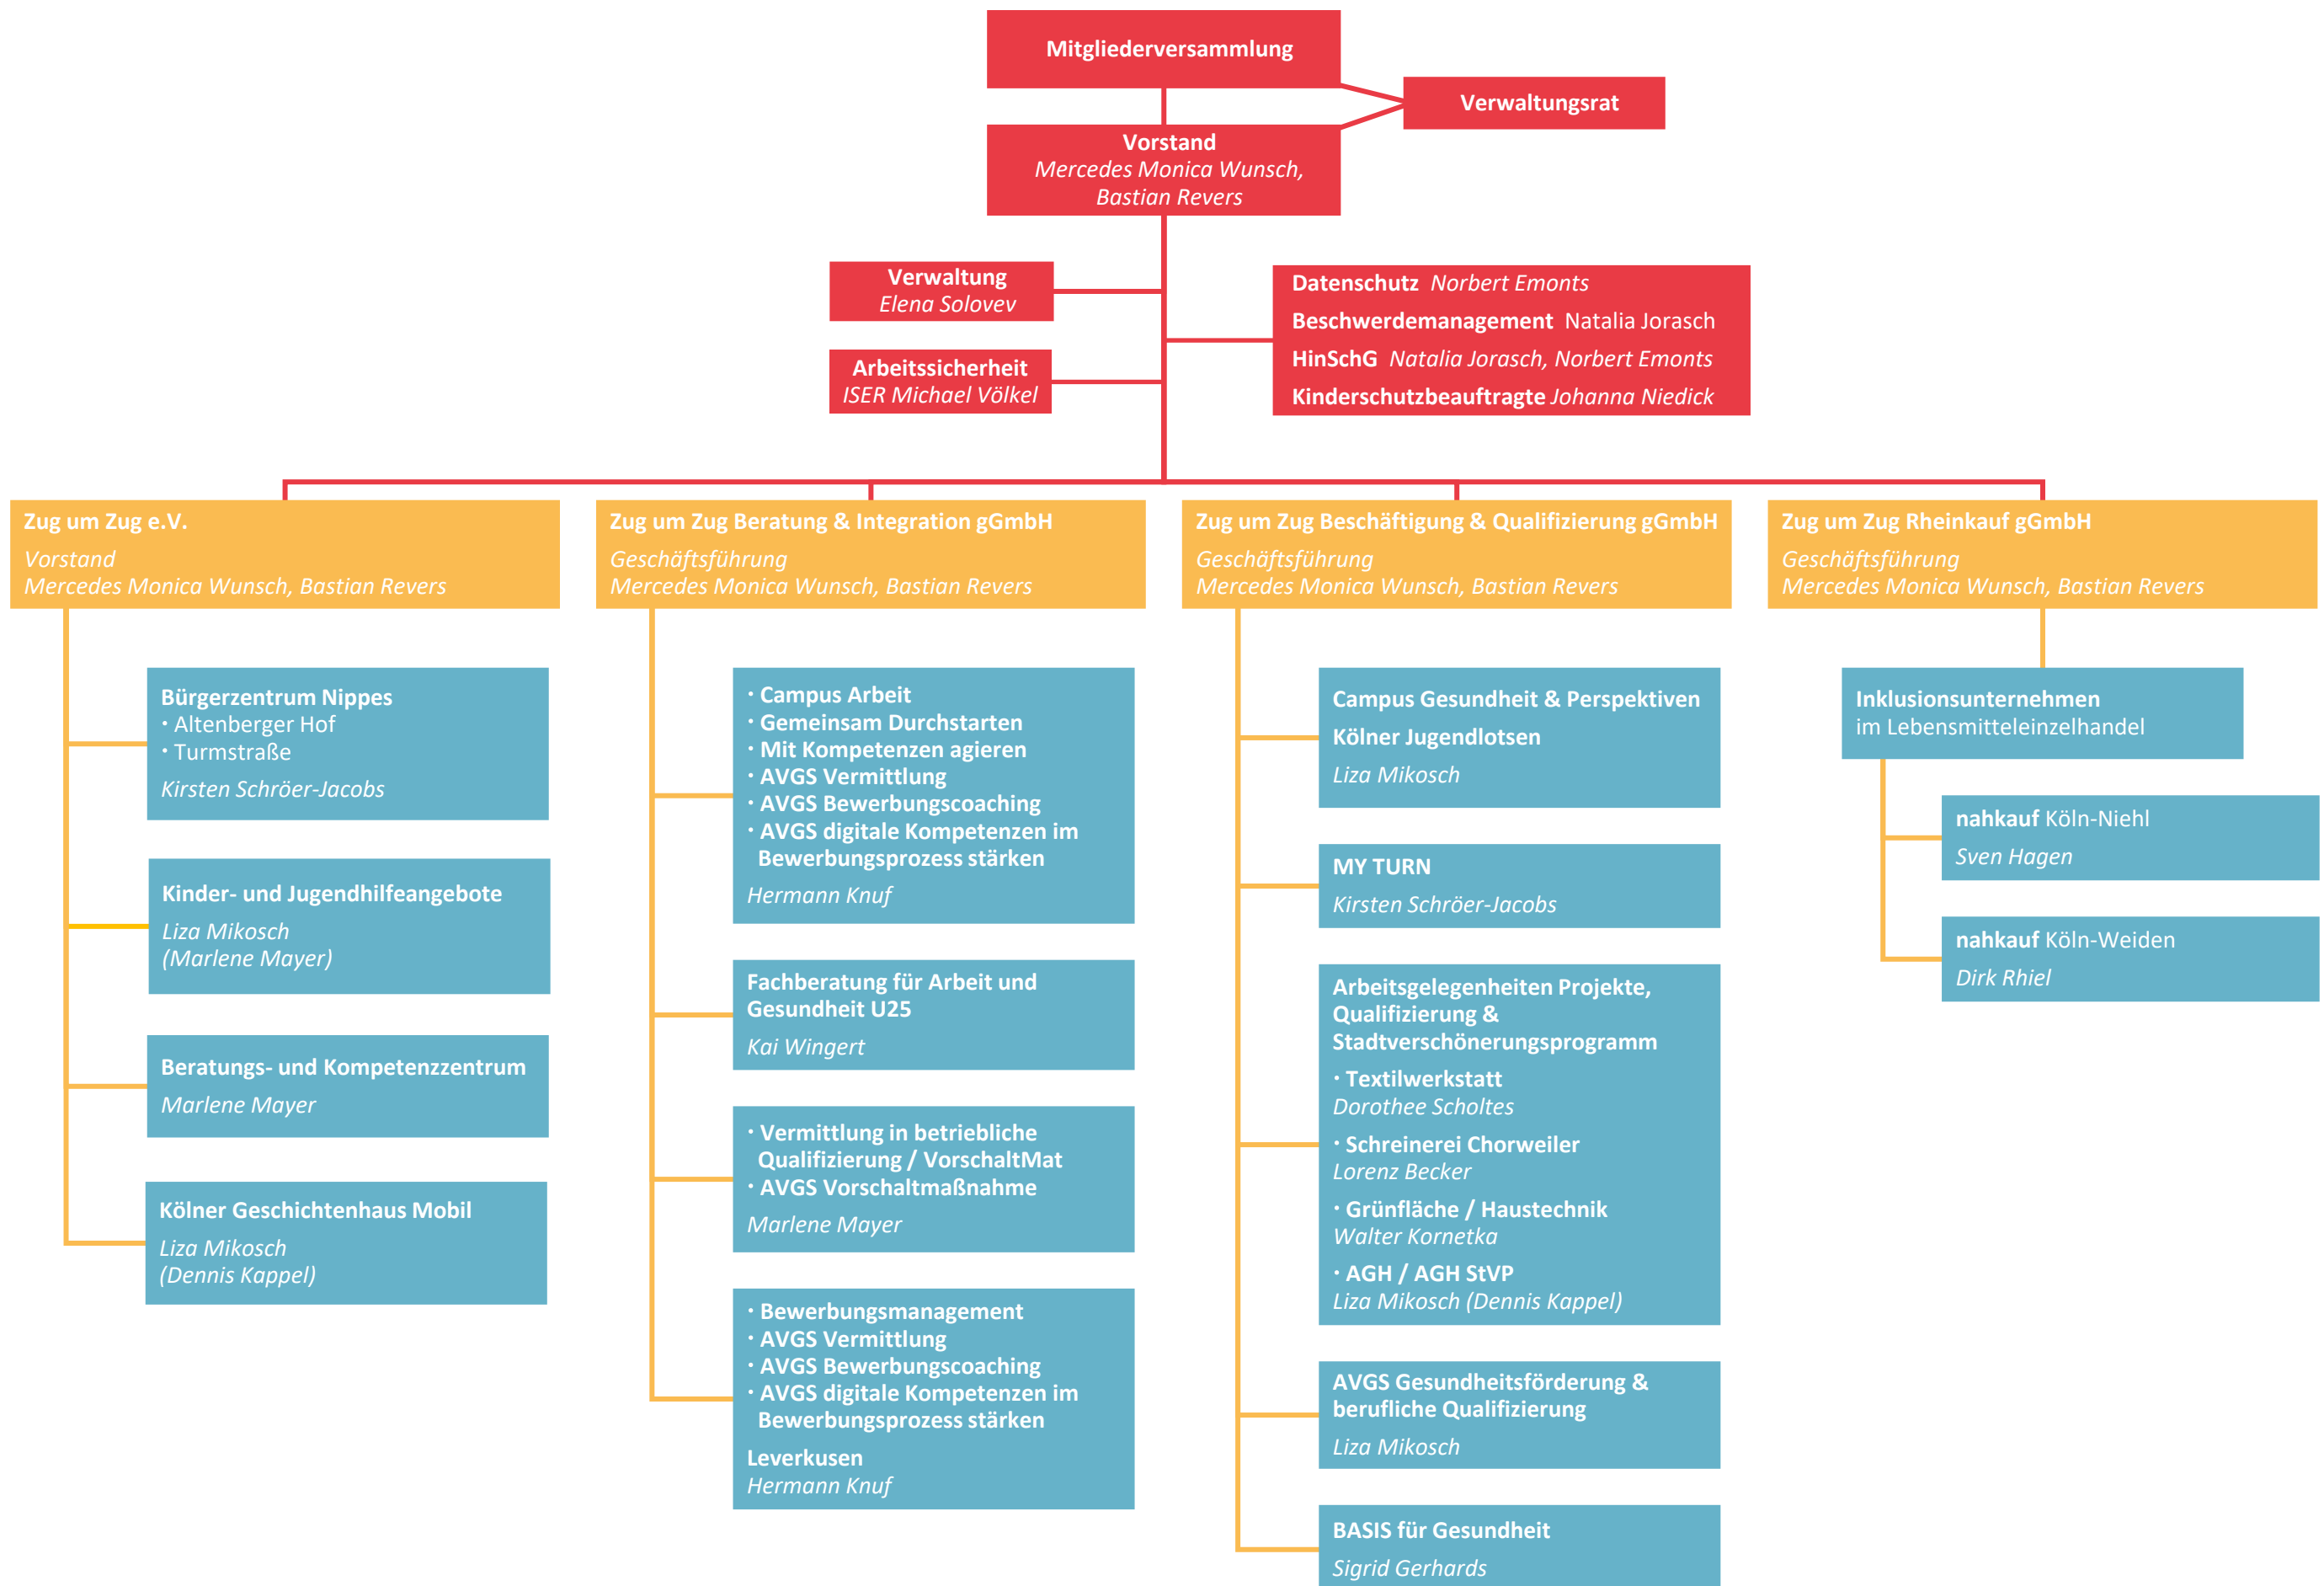 Mitgliederversammlung
Verwaltungsrat
Vorstand
Mercedes Monica Wunsch,
Bastian Revers
Verwaltung
Elena Solovev
Arbeitssicherheit
ISER Michael Völkel
Datenschutz Norbert Emonts
Beschwerdemanagement Natalia Jorasch
HinSchG Natalia Jorasch, Norbert Emonts
Kinderschutzbeauftragte Johanna Niedick
Zug um Zug e.V.
Vorstand
Mercedes Monica Wunsch, Bastian Revers
Bürgerzentrum Nippes
· Altenberger Hof
· Turmstraße
Kirsten Schröer-Jacobs
Kinder- und Jugendhilfeangebote
Liza Mikosch
(Marlene Mayer)
Beratungs- und Kompetenzzentrum
Marlene Mayer
Kölner Geschichtenhaus Mobil
Liza Mikosch
(Dennis Kappel)
Zug um Zug Beratung & Integration gGmbH
Geschäftsführung
Mercedes Monica Wunsch, Bastian Revers
· Campus Arbeit
· Gemeinsam Durchstarten
· Mit Kompetenzen agieren
· AVGS Vermittlung
· AVGS Bewerbungscoaching
· AVGS digitale Kompetenzen im
Bewerbungsprozess stärken
Hermann Knuf
Fachberatung für Arbeit und
Gesundheit U25
Kai Wingert
· Vermittlung in betriebliche
Qualifizierung / VorschaltMat
· AVGS Vorschaltmaßnahme
Marlene Mayer
· Bewerbungsmanagement
· AVGS Vermittlung
· AVGS Bewerbungscoaching
· AVGS digitale Kompetenzen im
Bewerbungsprozess stärken
Leverkusen
Hermann Knuf
Zug um Zug Beschäftigung & Qualifizierung gGmbH
Geschäftsführung
Mercedes Monica Wunsch, Bastian Revers
Campus Gesundheit & Perspektiven
Kölner Jugendlotsen
Liza Mikosch
MY TURN
Kirsten Schröer-Jacobs
Arbeitsgelegenheiten Projekte,
Qualifizierung &
Stadtverschönerungsprogramm
· Textilwerkstatt
Dorothee Scholtes
· Schreinerei Chorweiler
Lorenz Becker
· Grünfläche / Haustechnik
Walter Kornetka
· AGH / AGH StVP
Liza Mikosch (Dennis Kappel)
AVGS Gesundheitsförderung &
berufliche Qualifizierung
Liza Mikosch
BASIS für Gesundheit
Sigrid Gerhards
Zug um Zug Rheinkauf gGmbH
Geschäftsführung
Mercedes Monica Wunsch, Bastian Revers
Inklusionsunternehmen
im Lebensmitteleinzelhandel
nahkauf Köln-Niehl
Sven Hagen
nahkauf Köln-Weiden
Dirk Rhiel